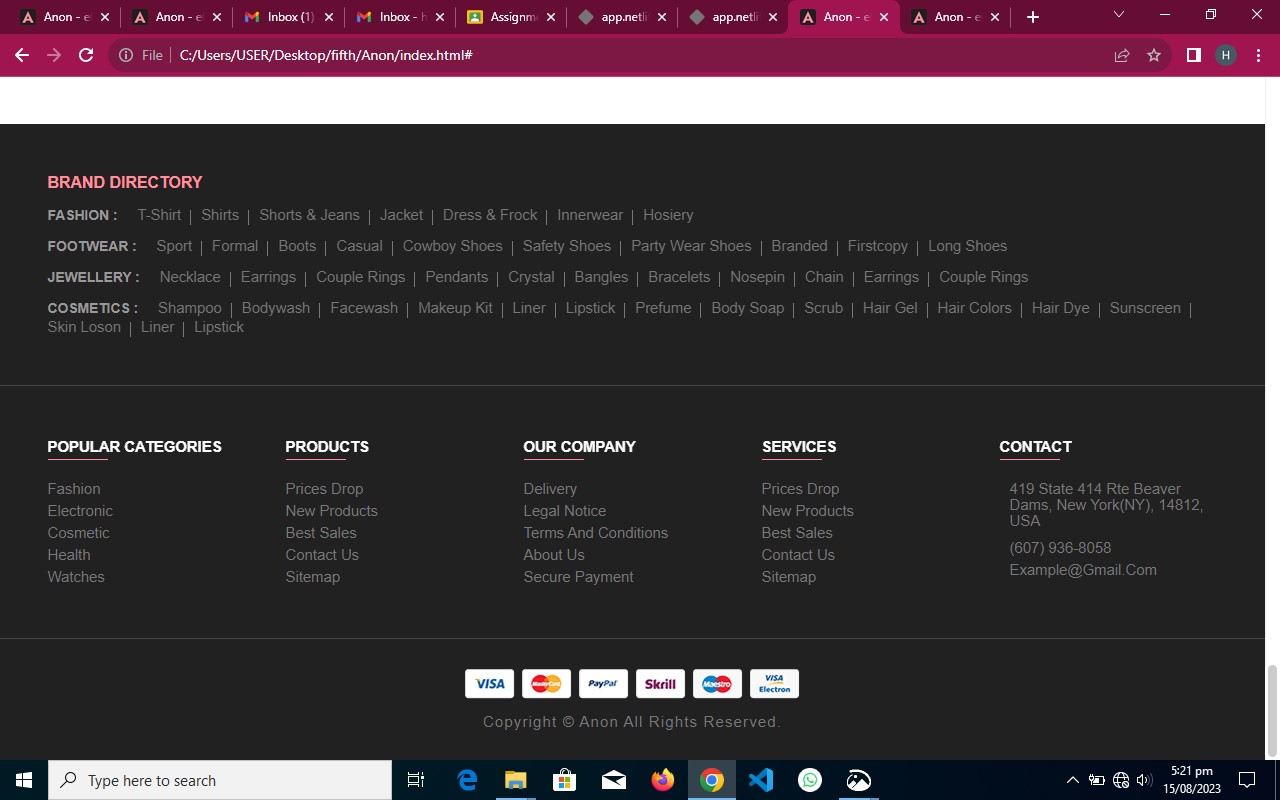 Anon - e
Anon - e
Inbox (1)
Inbox - h
Assignm
app.netli
app.netli
Anon - e
Anon - e
File
C:/Users/USER/Desktop/fifth/Anon/index.html#
H
BRAND DIRECTORY
FASHION : T-Shirt | Shirts | Shorts & Jeans | Jacket | Dress & Frock | Innerwear | Hosiery
FOOTWEAR : Sport | Formal | Boots | Casual | Cowboy Shoes | Safety Shoes | Party Wear Shoes | Branded | Firstcopy | Long Shoes
JEWELLERY : Necklace | Earrings | Couple Rings | Pendants | Crystal | Bangles | Bracelets | Nosepin | Chain | Earrings | Couple Rings
COSMETICS : Shampoo | Bodywash | Facewash | Makeup Kit | Liner | Lipstick | Prefume | Body Soap | Scrub | Hair Gel | Hair Colors | Hair Dye | Sunscreen |
Skin Loson | Liner | Lipstick
POPULAR CATEGORIES
Fashion
Electronic
Cosmetic
Health
Watches
PRODUCTS
Prices Drop
New Products
Best Sales
Contact Us
Sitemap
OUR COMPANY
Delivery
Legal Notice
Terms And Conditions
About Us
Secure Payment
SERVICES
Prices Drop
New Products
Best Sales
Contact Us
Sitemap
CONTACT
419 State 414 Rte Beaver
Dams, New York(NY), 14812,
USA
(607) 936-8058
Example@Gmail.Com
VISA
MasterCard
PayPal
Skrill
Maestro
VISA
Electron
Copyright © Anon All Rights Reserved.
Type here to search
5:21 pm
15/08/2023